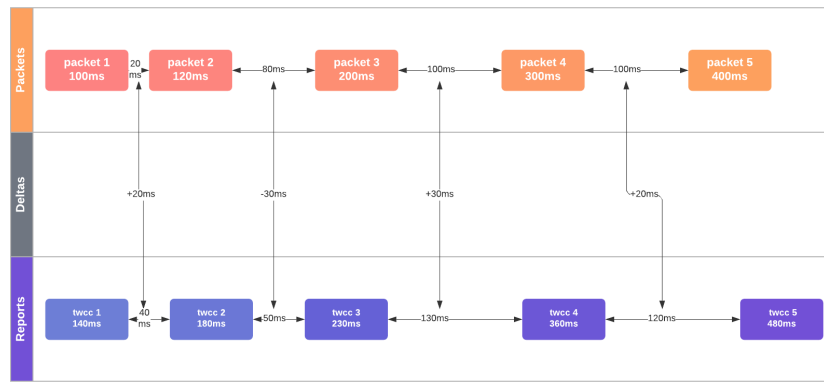 Packets
packet 1
100ms
20
ms
packet 2
120ms
80ms
packet 3
200ms
100ms
packet 4
300ms
100ms
packet 5
400ms
Deltas
+20ms
-30ms
+30ms
+20ms
Reports
twcc 1
140ms
40
ms
twcc 2
180ms
50ms
twcc 3
230ms
130ms
twcc 4
360ms
120ms
twcc 5
480ms